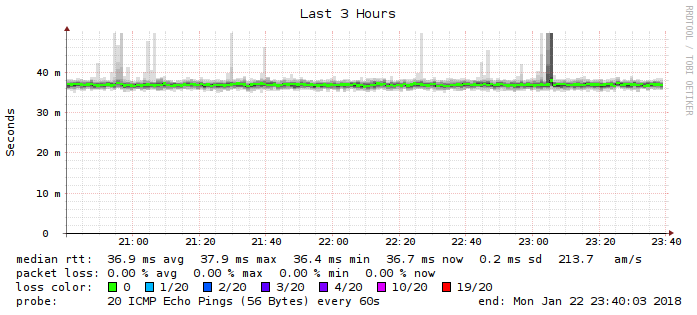 Last 3 Hours
RRDTOOL / TOBI OETIKER
Seconds
40 m
30 m
20 m
10 m
0
21:00 21:20 21:40 22:00 22:20 22:40 23:00 23:20 23:40
median rtt: 36.9 ms avg 37.9 ms max 36.4 ms min 36.7 ms now 0.2 ms sd 213.7 am/s
packet loss: 0.00 % avg 0.00 % max 0.00 % min 0.00 % now
loss color: 0 1/20 2/20 3/20 4/20 10/20 19/20
probe: 20 ICMP Echo Pings (56 Bytes) every 60s end: Mon Jan 22 23:40:03 2018